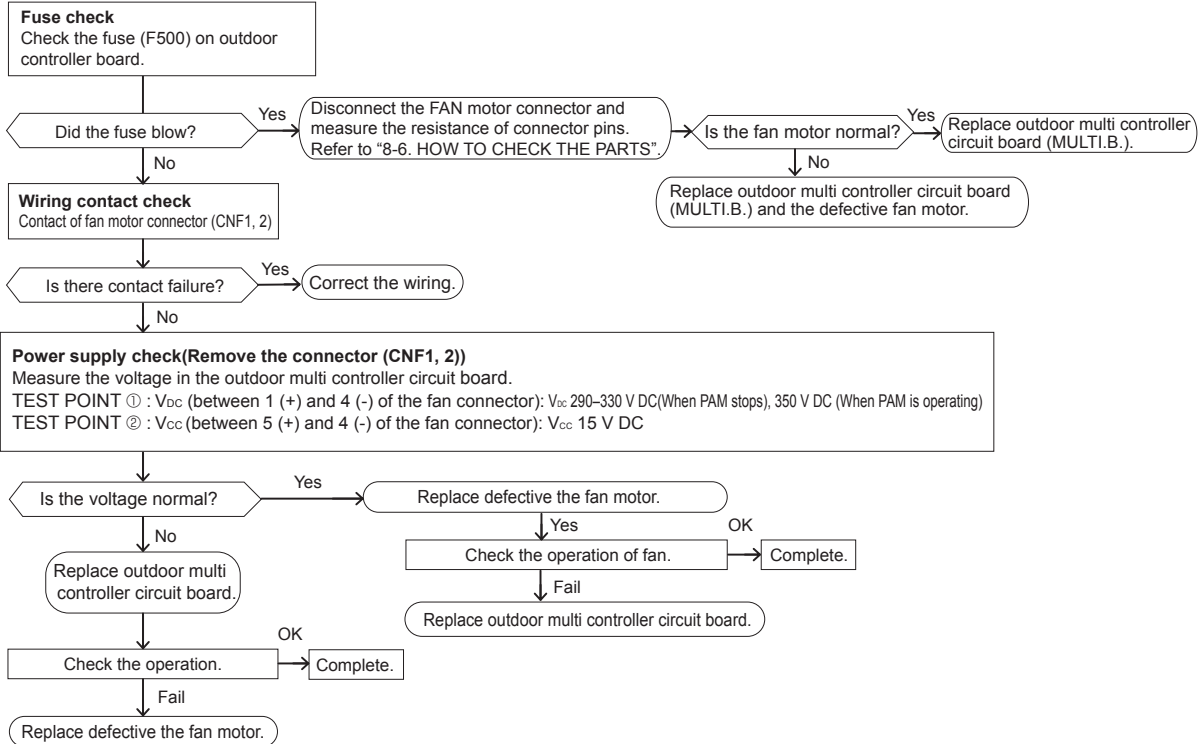 Fuse check
Check the fuse (F500) on outdoor
controller board.
Did the fuse blow?
Yes
Disconnect the FAN motor connector and
measure the resistance of connector pins.
Refer to “8-6. HOW TO CHECK THE PARTS”.
Is the fan motor normal?
Yes
Replace outdoor multi controller
circuit board (MULTI.B.).
No
Replace outdoor multi controller circuit board
(MULTI.B.) and the defective fan motor.
No
Wiring contact check
Contact of fan motor connector (CNF1, 2)
Is there contact failure?
Yes
Correct the wiring.
No
Power supply check(Remove the connector (CNF1, 2))
Measure the voltage in the outdoor multi controller circuit board.
TEST POINT ① : VDC (between 1 (+) and 4 (-) of the fan connector): VDC 290–330 V DC(When PAM stops), 350 V DC (When PAM is operating)
TEST POINT ② : VCC (between 5 (+) and 4 (-) of the fan connector): VCC 15 V DC
Is the voltage normal?
Yes
Replace defective the fan motor.
Yes
Check the operation of fan.
OK
Complete.
Fail
Replace outdoor multi controller circuit board.
No
Replace outdoor multi
controller circuit board.
Check the operation.
OK
Complete.
Fail
Replace defective the fan motor.